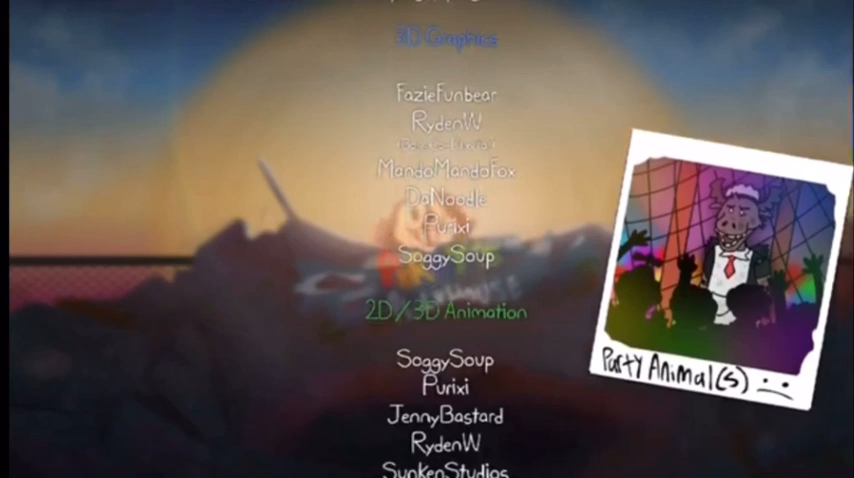 3D Graphics
FazieFunbear
RydenW
MandoMandoFox
DaNoodle
Purixi
SoggySoup
2D/3D Animation
SoggySoup
Purixi
JennyBastard
RydenW
SunkenStudios
Party Animal(s) :(